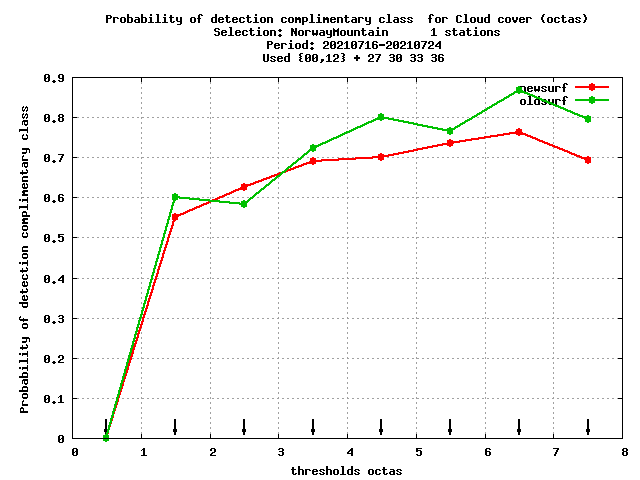 Probability of detection complimentary class  for Cloud cover (octas)
Selection: NorwayMountain      1 stations
Period: 20210716-20210724
Used {00,12} + 27 30 33 36
newsurf
oldsurf
Probability of detection complimentary class
0.9
0.8
0.7
0.6
0.5
0.4
0.3
0.2
0.1
0
0 1 2 3 4 5 6 7 8
thresholds octas